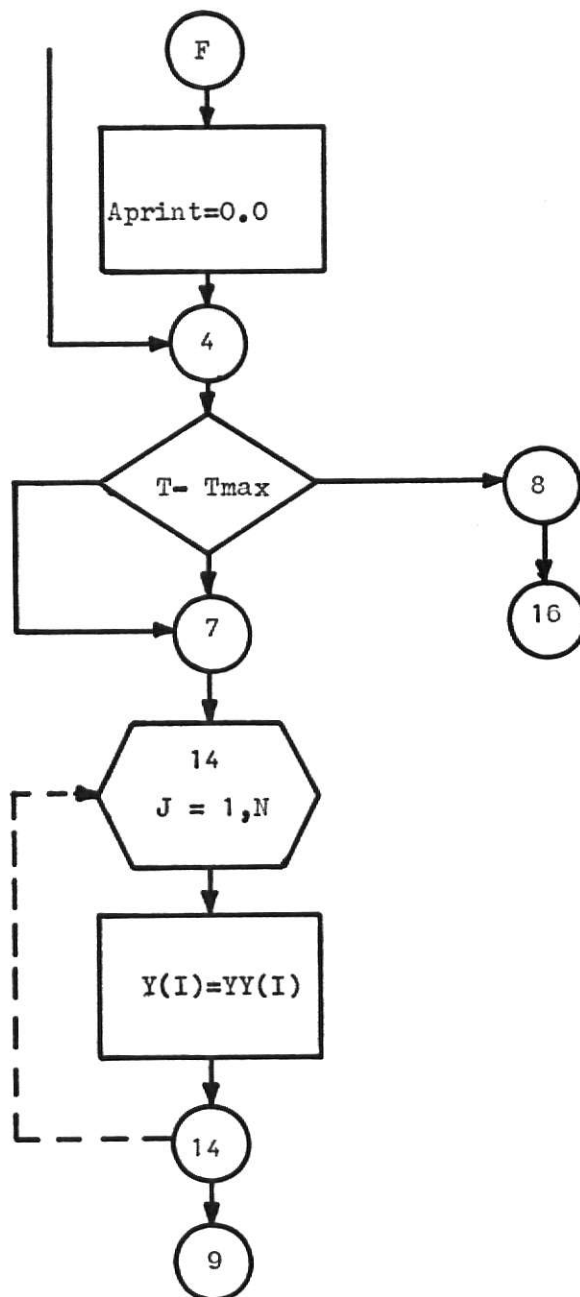 F
Aprint=0.0
4
T- Tmax
8
7
16
14
J = 1,N
Y(I)=YY(I)
14
9